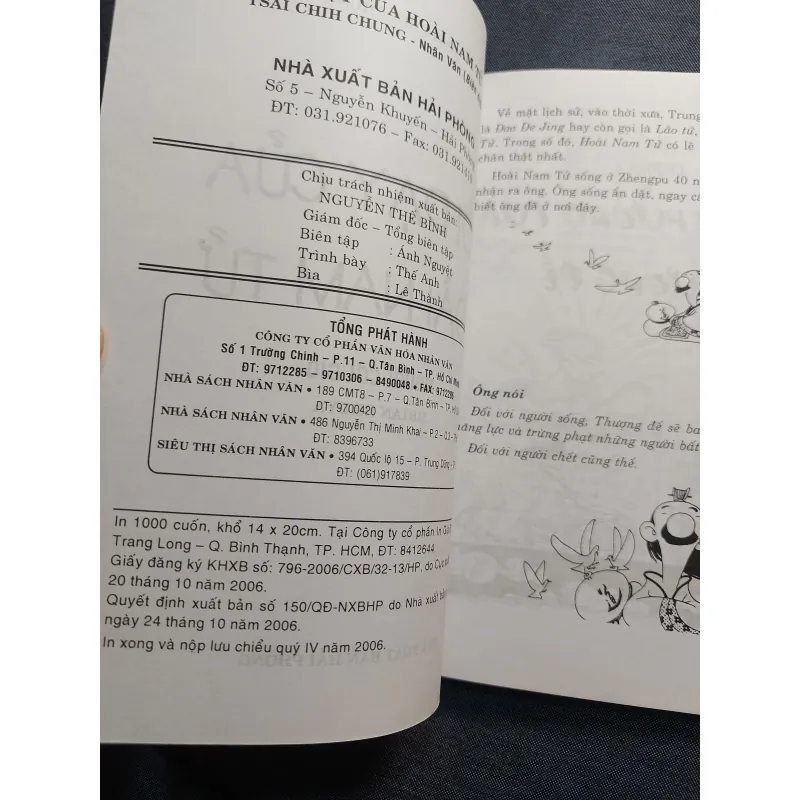 CỦA HOÀI NAM TỬ
TSAI CHIH CHUNG - Nhân Văn (Biên
NHÀ XUẤT BẢN HẢI PHÒNG
Số 5 – Nguyễn Khuyến – Hải Phòng
ĐT: 031.921076 – Fax: 031.9214
Chịu trách nhiệm xuất bản:
NGUYỄN THẾ BÌNH
Giám đốc – Tổng biên tập
Biên tập : Ánh Nguyệt
Trình bày : Thế Anh
Bìa : Lê Thành
TỔNG PHÁT HÀNH
CÔNG TY CỔ PHẦN VĂN HÓA NHÂN VĂN
Số 1 Trường Chinh – P.11 – Q.Tân Bình – TP. Hồ Chí Minh
ĐT: 9712285 – 9710306 – 8490048 • FAX: 9712286
NHÀ SÁCH NHÂN VĂN • 189 CMT8 – P.7 – Q.Tân Bình – TP.
ĐT: 9700420
NHÀ SÁCH NHÂN VĂN • 486 Nguyễn Thị Minh Khai – P.2 – Q.3 –
ĐT: 8396733
SIÊU THỊ SÁCH NHÂN VĂN • 394 Quốc lộ 15 – P. Trung Dũng –
ĐT: (061)917839
In 1000 cuốn, khổ 14 x 20cm. Tại Công ty cổ phần In
Trang Long – Q. Bình Thạnh, TP. HCM, ĐT: 8412644
Giấy đăng ký KHXB số: 796-2006/CXB/32-13/HP, do Cục
20 tháng 10 năm 2006.
Quyết định xuất bản số 150/QĐ-NXBHP do Nhà xuất
ngày 24 tháng 10 năm 2006.
In xong và nộp lưu chiểu quý IV năm 2006.
Về mặt lịch sử, vào thời xưa, Trung
là Dao De Jing hay còn gọi là Lão tử,
Tử. Trong số đó, Hoài Nam Tử có lẽ
chân thật nhất.
Hoài Nam Tử sống ở Zhengpu 40 n
nhận ra ông. Ông sống ẩn dật, ngay cả
biết ông đã ở nơi đây.
Ông nói
Đối với người sống, Thượng đế sẽ ba
năng lực và trừng phạt những người bất
Đối với người chết cũng thế.
道